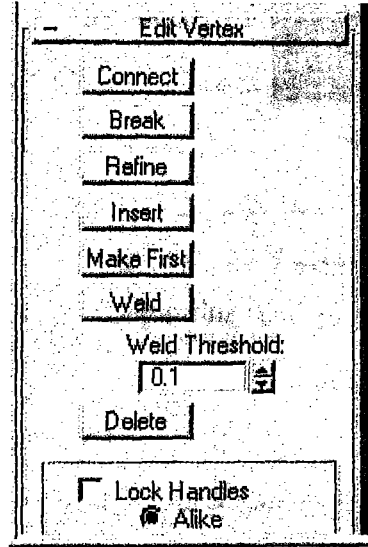 - Edit Vertex
Connect
Break
Refine
Insert
Make First
Weld
Weld Threshold:
0.1
Delete
Lock Handles
Alike